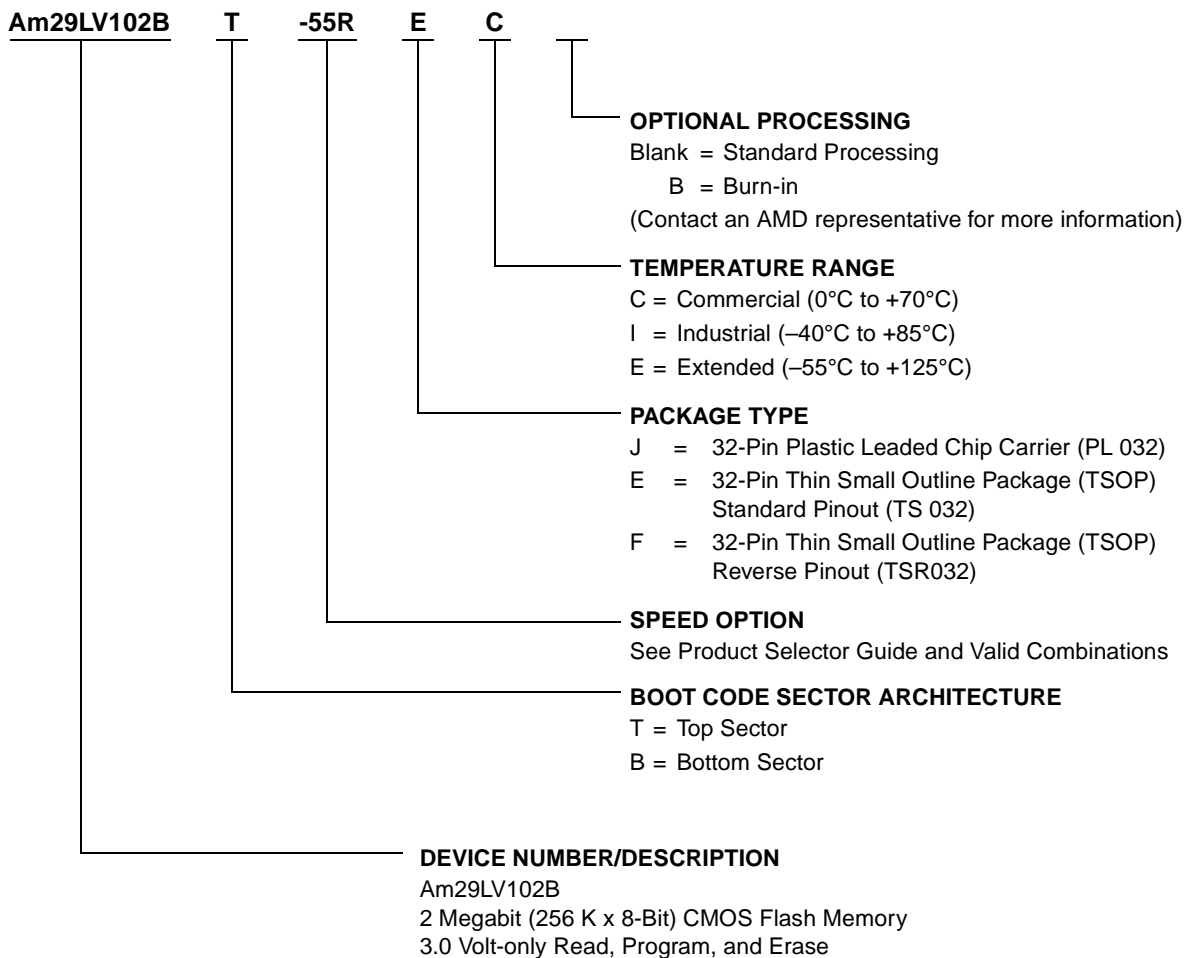 Am29LV102B T -55R E C
OPTIONAL PROCESSING
Blank = Standard Processing
B = Burn-in
(Contact an AMD representative for more information)
TEMPERATURE RANGE
C = Commercial (0°C to +70°C)
I = Industrial (–40°C to +85°C)
E = Extended (–55°C to +125°C)
PACKAGE TYPE
J = 32-Pin Plastic Leaded Chip Carrier (PL 032)
E = 32-Pin Thin Small Outline Package (TSOP)
Standard Pinout (TS 032)
F = 32-Pin Thin Small Outline Package (TSOP)
Reverse Pinout (TSR032)
SPEED OPTION
See Product Selector Guide and Valid Combinations
BOOT CODE SECTOR ARCHITECTURE
T = Top Sector
B = Bottom Sector
DEVICE NUMBER/DESCRIPTION
Am29LV102B
2 Megabit (256 K x 8-Bit) CMOS Flash Memory
3.0 Volt-only Read, Program, and Erase